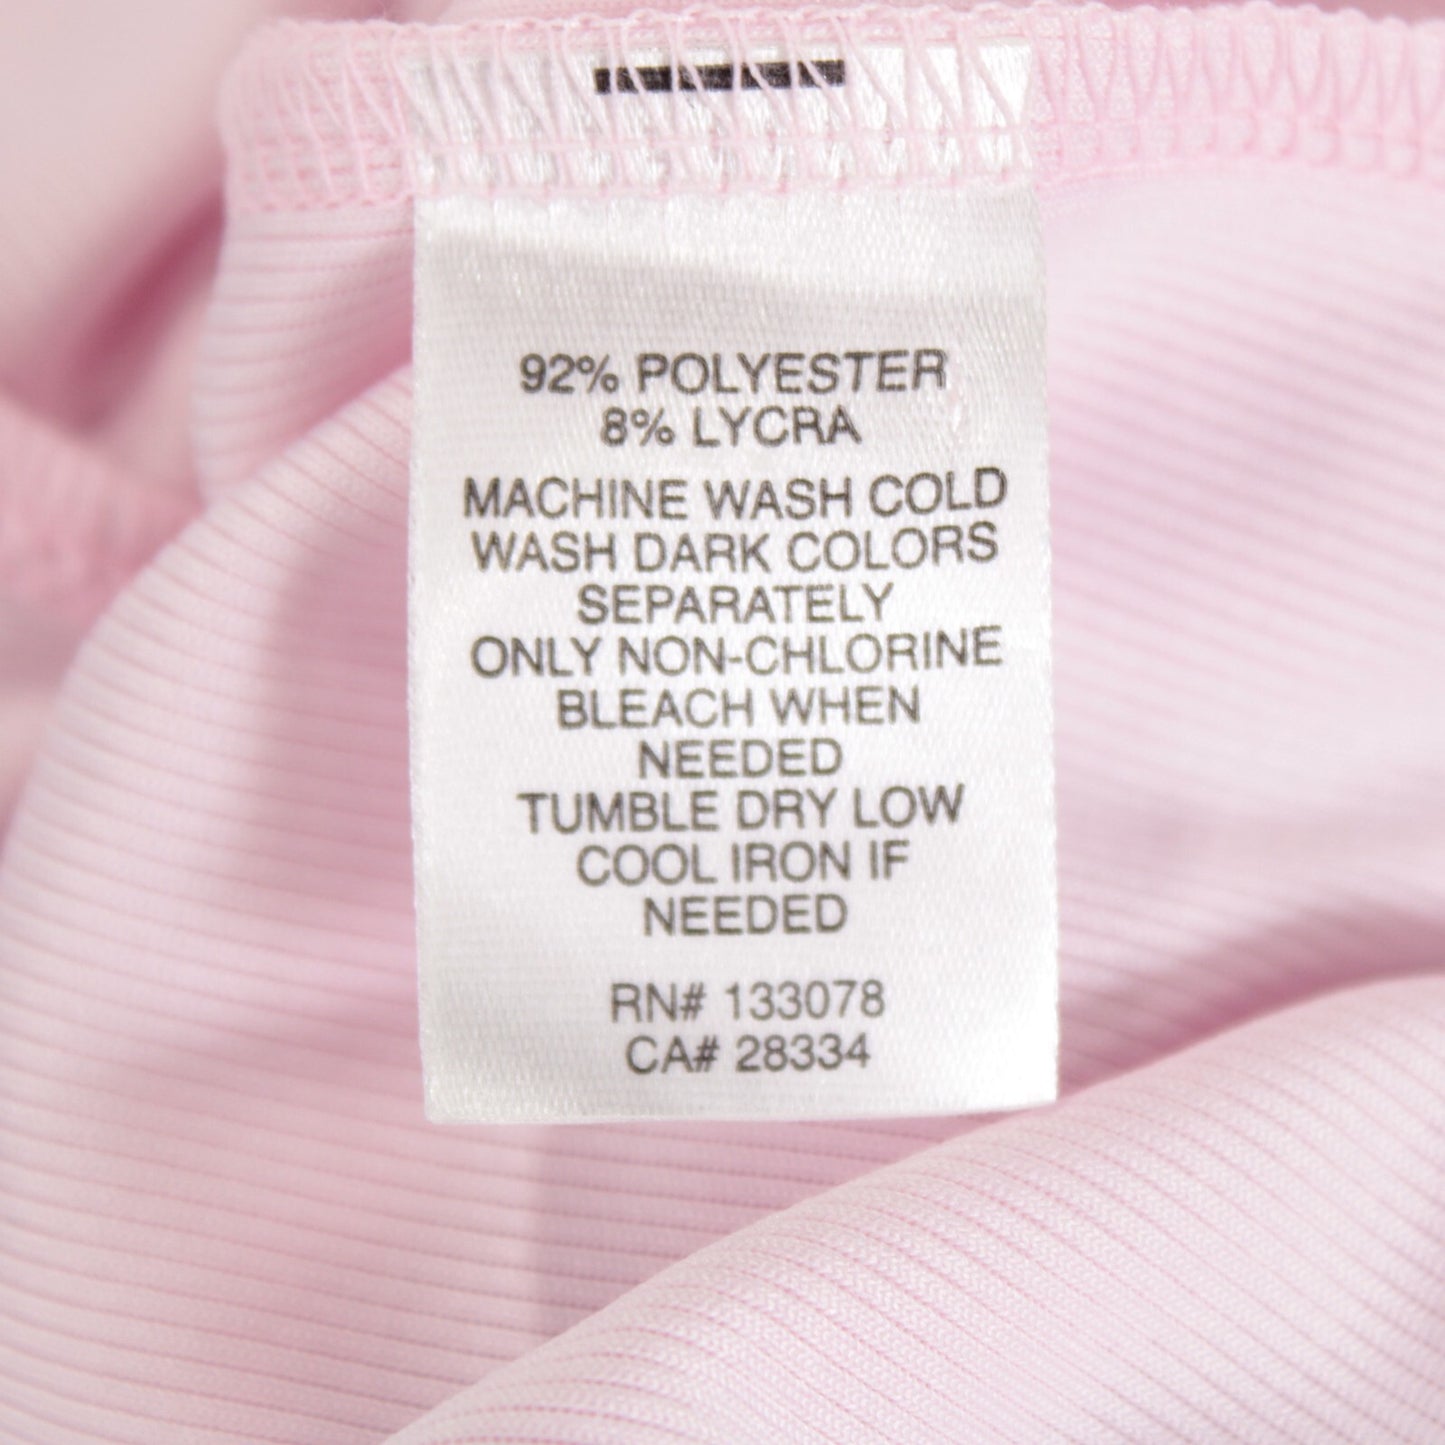 92% POLYESTER
8% LYCRA
MACHINE WASH COLD
WASH DARK COLORS
SEPARATELY
ONLY NON-CHLORINE
BLEACH WHEN
NEEDED
TUMBLE DRY LOW
COOL IRON IF
NEEDED
RN# 133078
CA# 28334